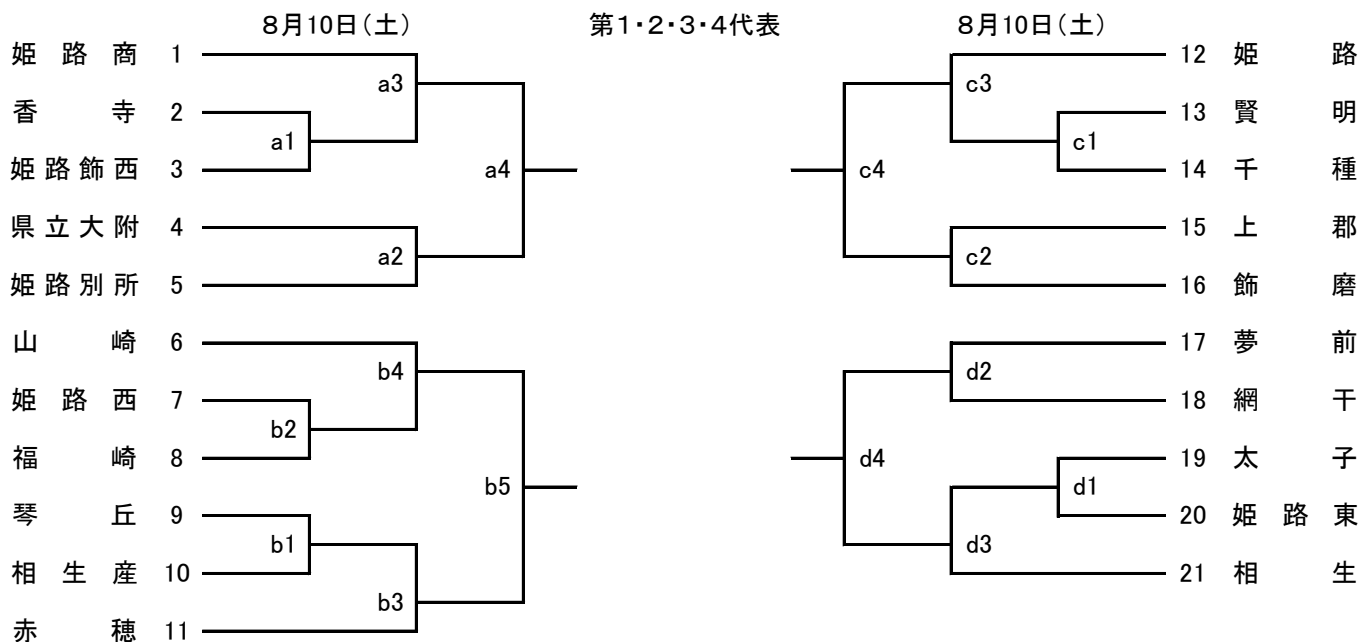 ８月10日（土） 第１・２・３・４代表 ８月10日（土）
姫路商 1 12 姫路
a3 c3
香寺 2 13 賢明
a1 c1
姫路飾西 3 a4 c4 14 千種
県立大附 4 15 上郡
a2 c2
姫路別所 5 16 飾磨
山崎 6 17 夢前
b4 d2
姫路西 7 18 網干
b2
福崎 8 d4 19 太子
b5 d1
琴丘 9 20 姫路東
b1 d3
相生産 10 21 相生
b3
赤穂 11